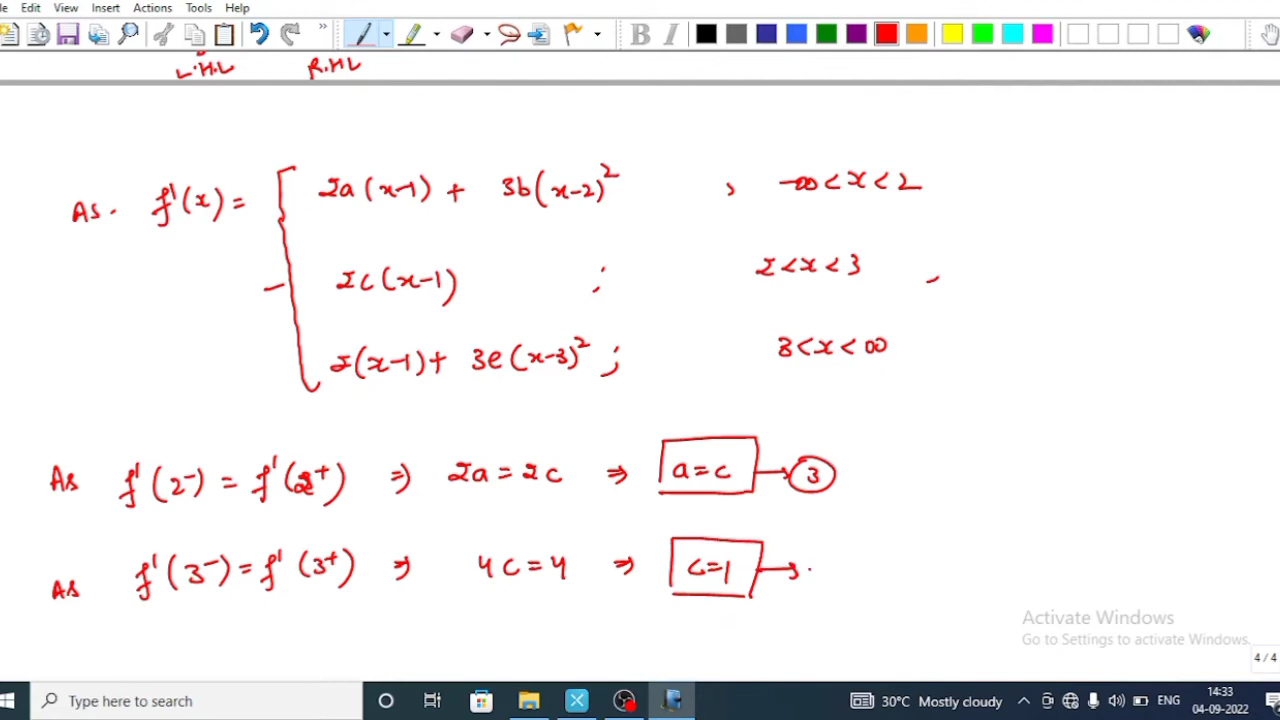 Edit View Insert Actions Tools Help
L.H.L R.H.L
As. f'(x) = 2a(x-1) + 3b(x-2)² , -∞<x<2
2c(x-1) ; 2<x<3
2(x-1) + 3e(x-3)² ; 3<x<∞
As f'(2⁻) = f'(2⁺) ⇒ 2a = 2c ⇒ a=c → 3
As f'(3⁻) = f'(3⁺) ⇒ 4c = 4 ⇒ c=1 →
Activate Windows
Go to Settings to activate Windows.
4/4
Type here to search 30°C Mostly cloudy ENG 14:33
04-09-2022